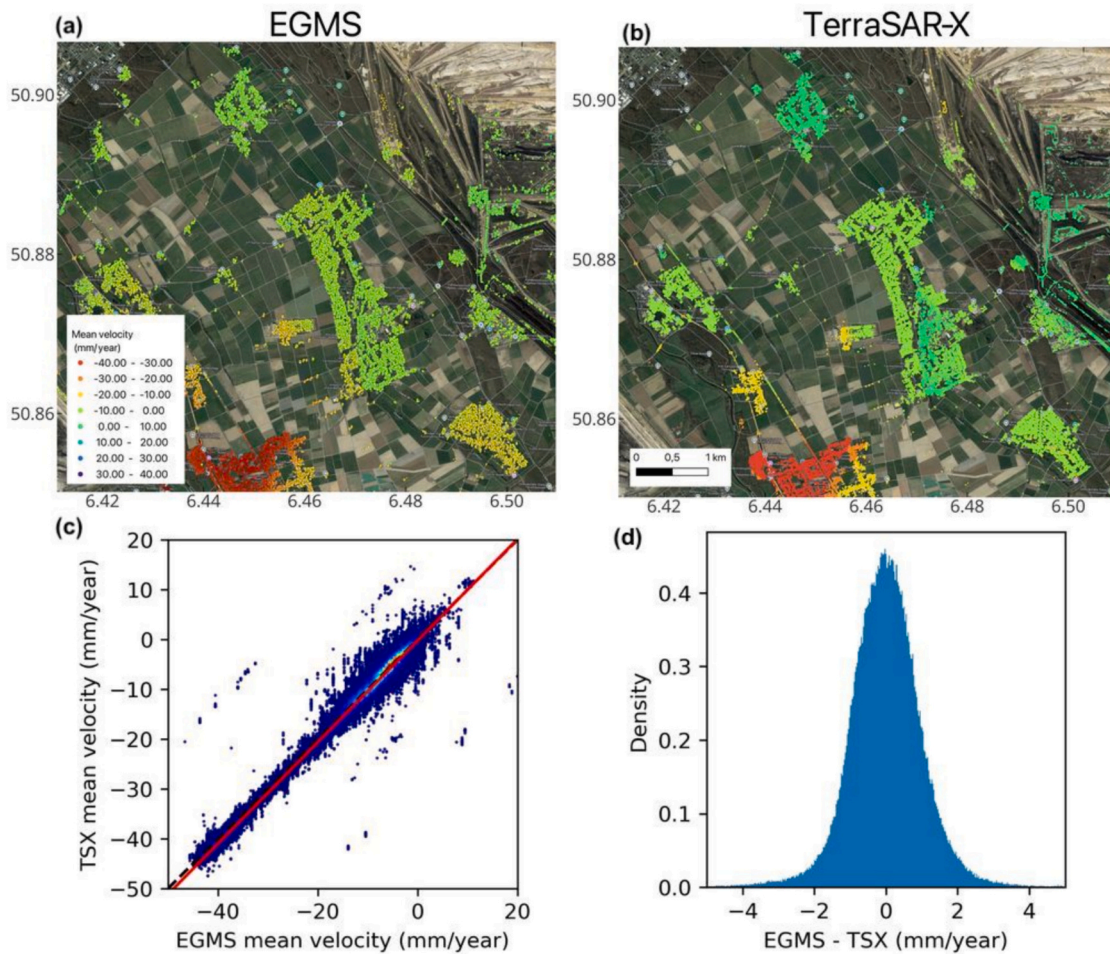 (a) EGMS
(b) TerraSAR-X
50.90
50.88
50.86
Mean velocity
(mm/year)
-40.00 - -30.00
-30.00 - -20.00
-20.00 - -10.00
-10.00 - 0.00
0.00 - 10.00
10.00 - 20.00
20.00 - 30.00
30.00 - 40.00
6.42 6.44 6.46 6.48 6.50
50.90
50.88
50.86
0 0,5 1 km
6.42 6.44 6.46 6.48 6.50
(c)
TSX mean velocity (mm/year)
20
10
0
−10
−20
−30
−40
−50
−40 −20 0 20
EGMS mean velocity (mm/year)
(d)
Density
0.4
0.3
0.2
0.1
0.0
−4 −2 0 2 4
EGMS - TSX (mm/year)